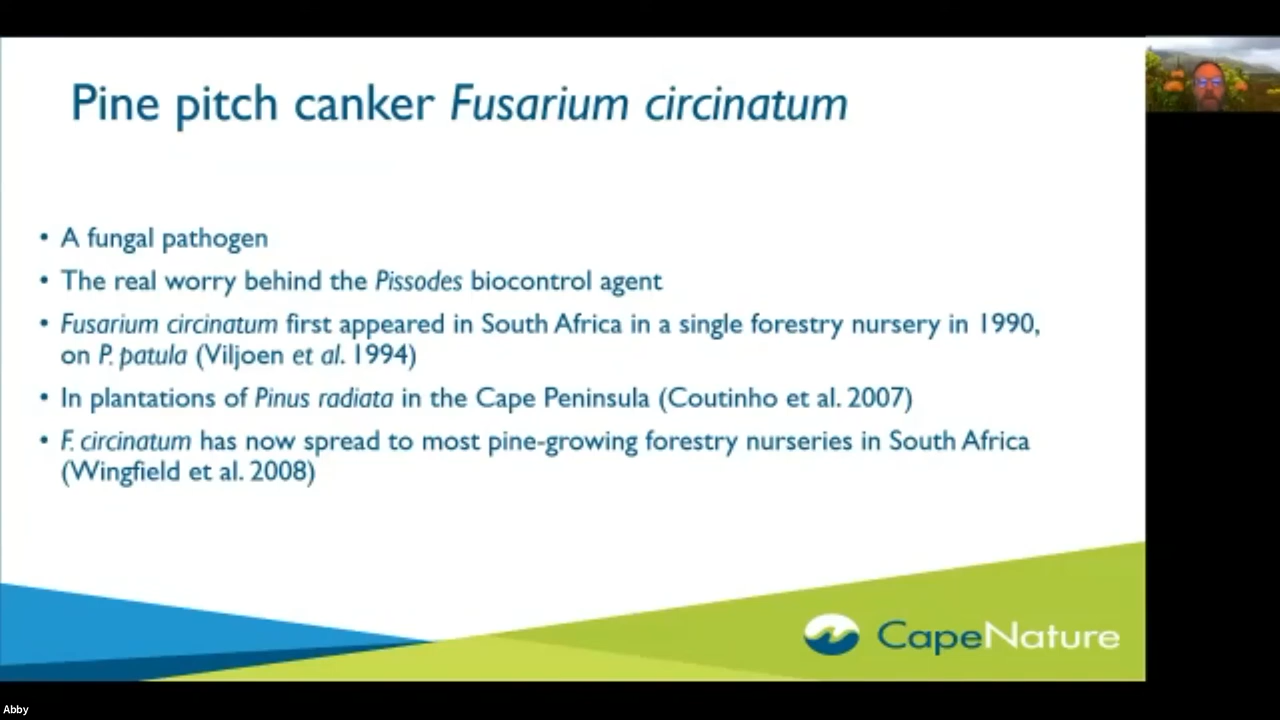 Pine pitch canker Fusarium circinatum
• A fungal pathogen
• The real worry behind the Pissodes biocontrol agent
• Fusarium circinatum first appeared in South Africa in a single forestry nursery in 1990,
on P. patula (Viljoen et al. 1994)
• In plantations of Pinus radiata in the Cape Peninsula (Coutinho et al. 2007)
• F. circinatum has now spread to most pine-growing forestry nurseries in South Africa
(Wingfield et al. 2008)
CapeNature
Abby